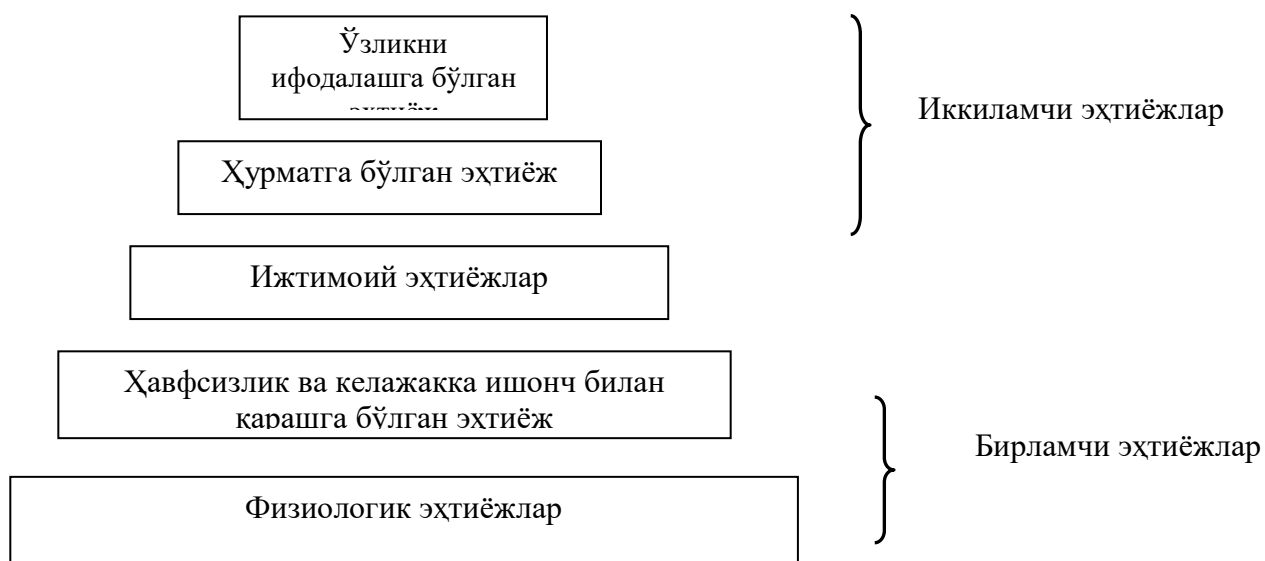 Ўзликни
ифодалашга бўлган
эҳтиёж
Иккиламчи эҳтиёжлар
Ҳурматга бўлган эҳтиёж
Ижтимоий эҳтиёжлар
Ҳавфсизлик ва келажакка ишонч билан
қарашга бўлган эҳтиёж
Бирламчи эҳтиёжлар
Физиологик эҳтиёжлар